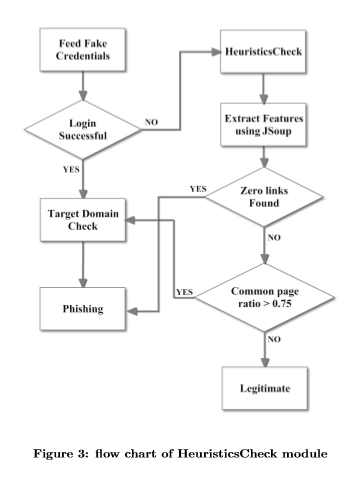 Feed Fake
Credentials
HeuristicsCheck
Login
Successful
NO
Extract Features
using JSoup
YES
YES
Zero links
Found
Target Domain
Check
NO
Phishing
YES
Common page
ratio > 0.75
NO
Legitimate
Figure 3: flow chart of HeuristicsCheck module